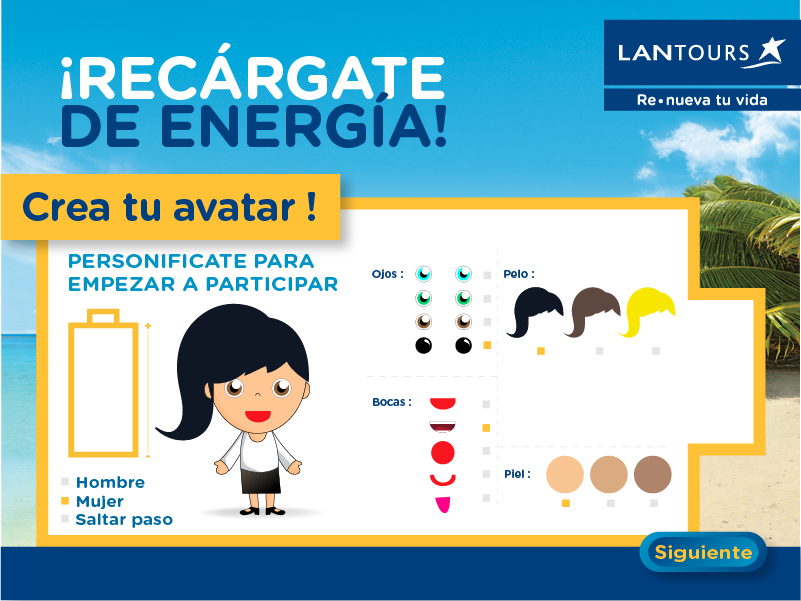 ¡RECÁRGATE
DE ENERGÍA!
LANTOURS
Re•nueva tu vida
Crea tu avatar !
PERSONIFICATE PARA
EMPEZAR A PARTICIPAR
Ojos :
Pelo :
Bocas :
Piel :
Hombre
Mujer
Saltar paso
Siguiente